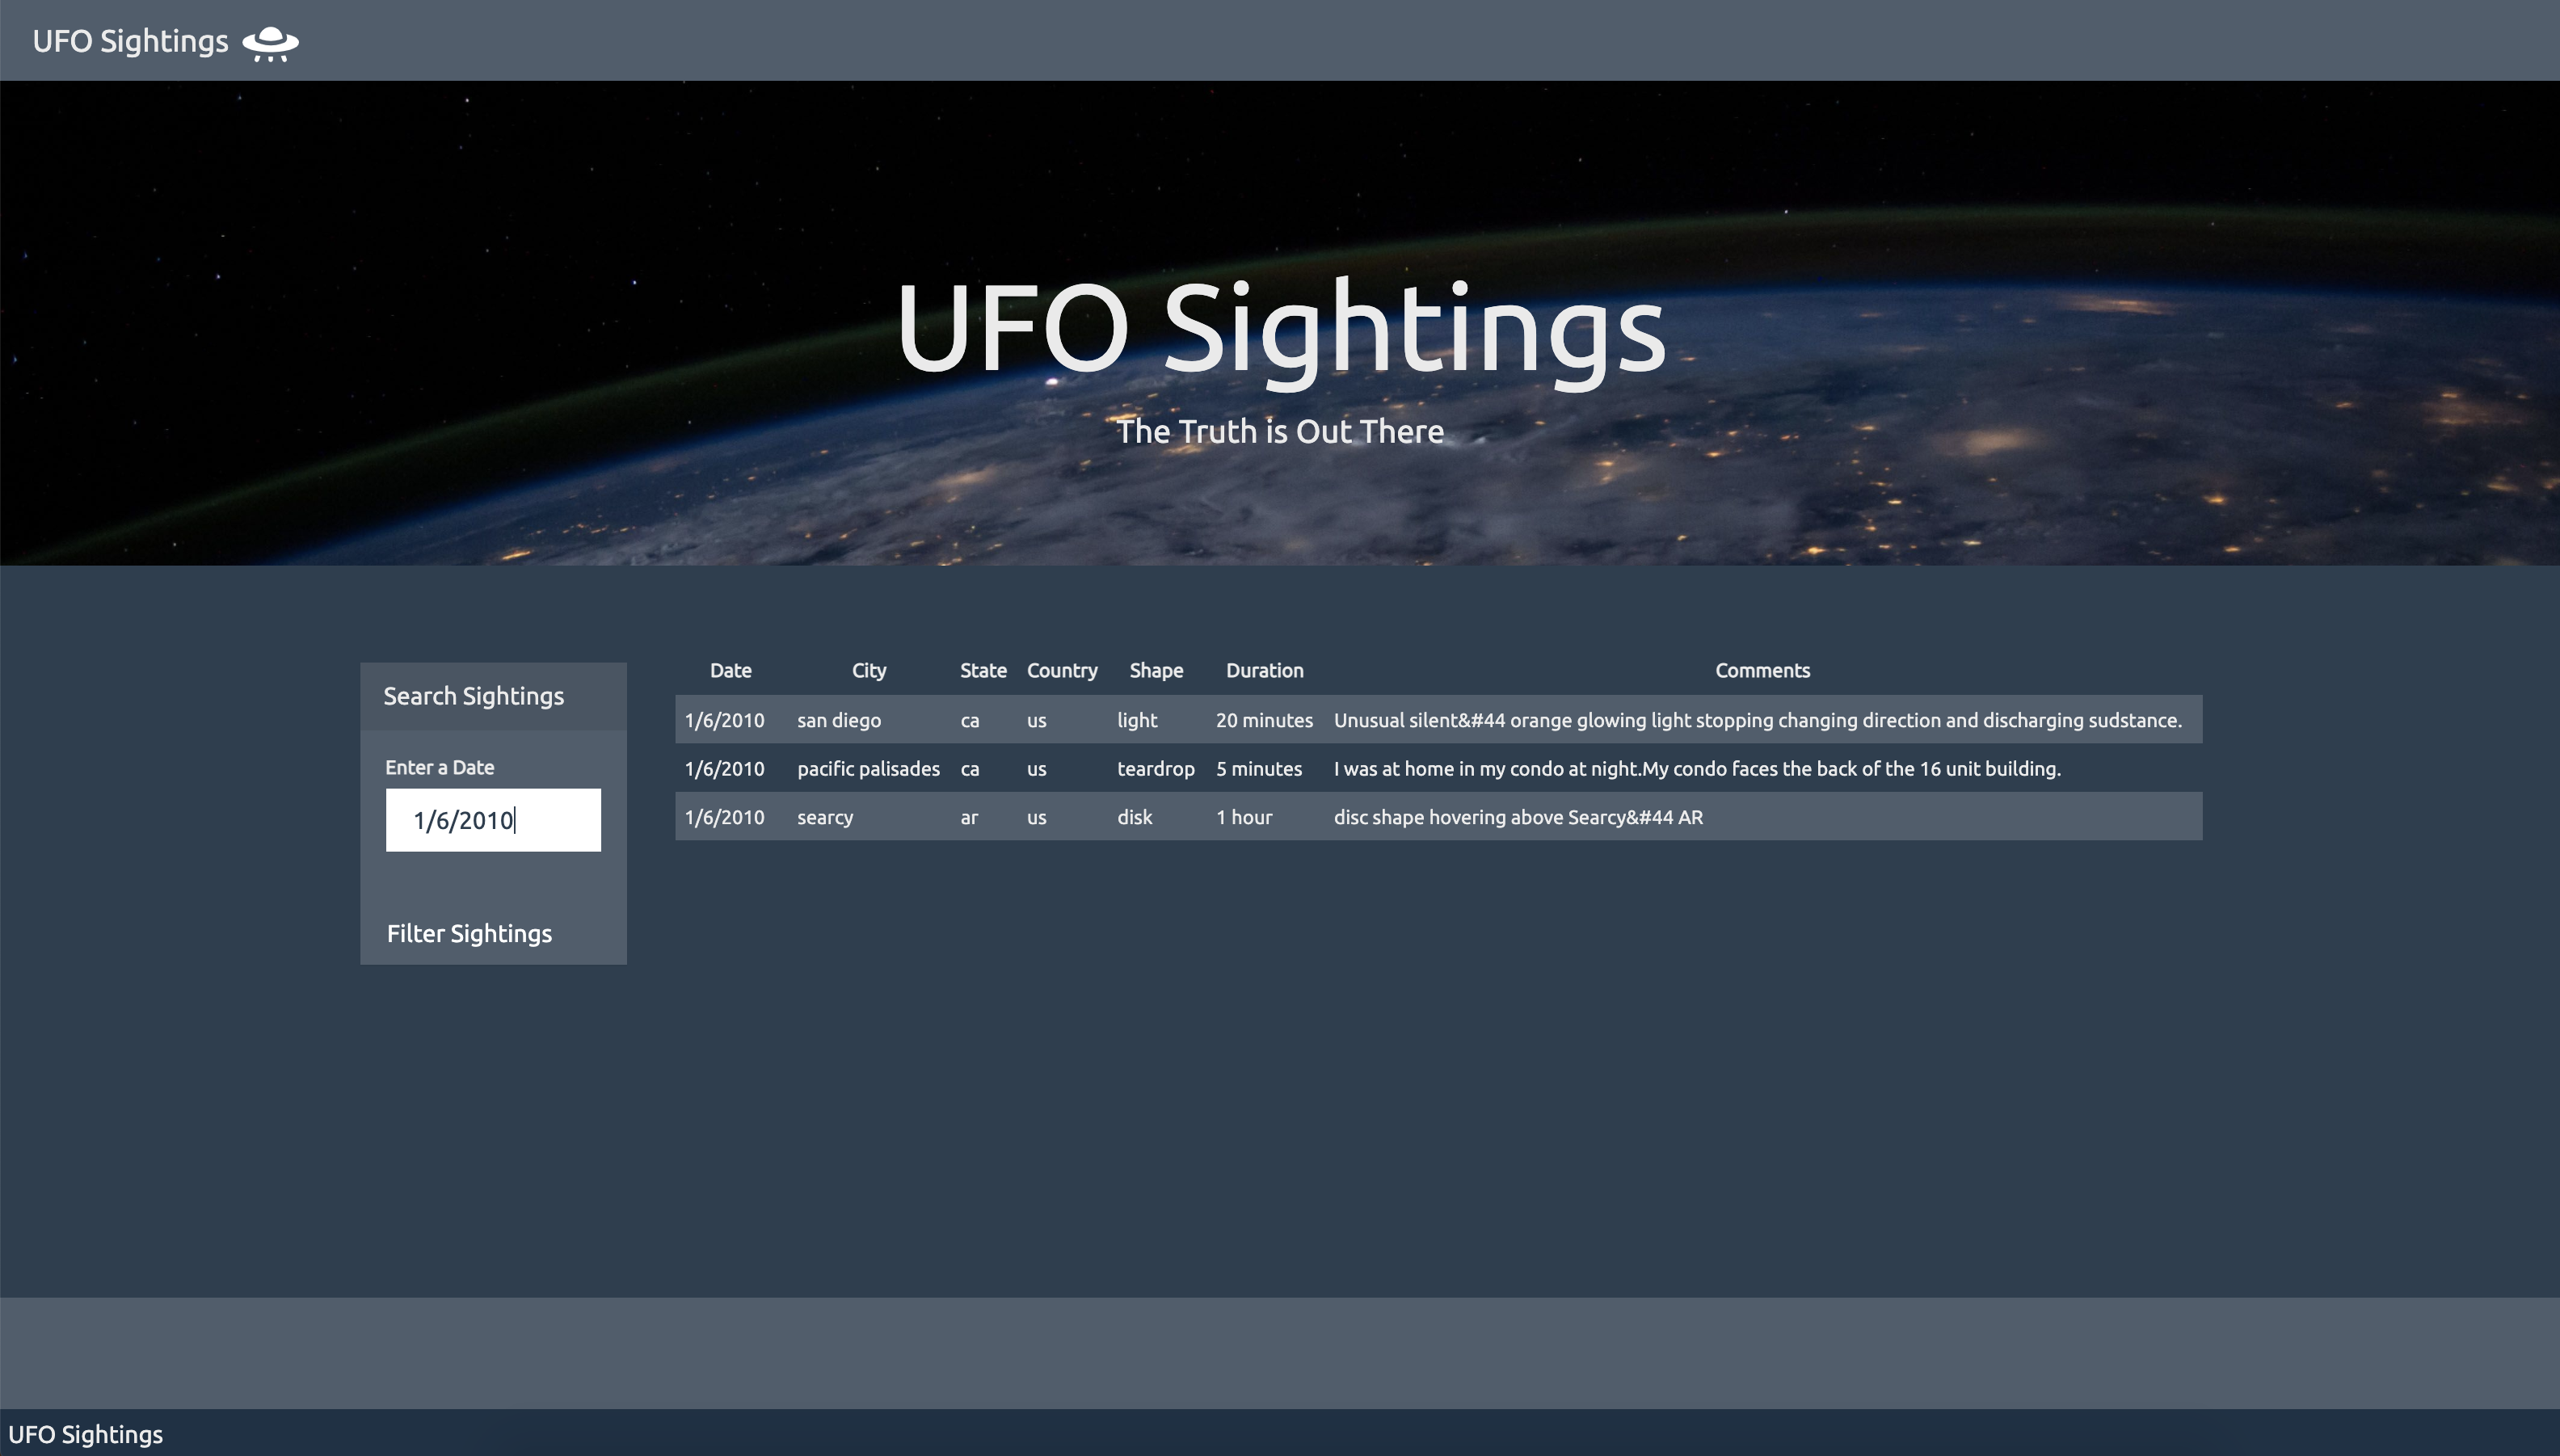 UFO Sightings
UFO Sightings
The Truth is Out There
Search Sightings
Enter a Date
1/6/2010
Filter Sightings
Date City State Country Shape Duration Comments
1/6/2010 san diego ca us light 20 minutes Unusual silent&#44 orange glowing light stopping changing direction and discharging sudstance.
1/6/2010 pacific palisades ca us teardrop 5 minutes I was at home in my condo at night.My condo faces the back of the 16 unit building.
1/6/2010 searcy ar us disk 1 hour disc shape hovering above Searcy&#44 AR
UFO Sightings